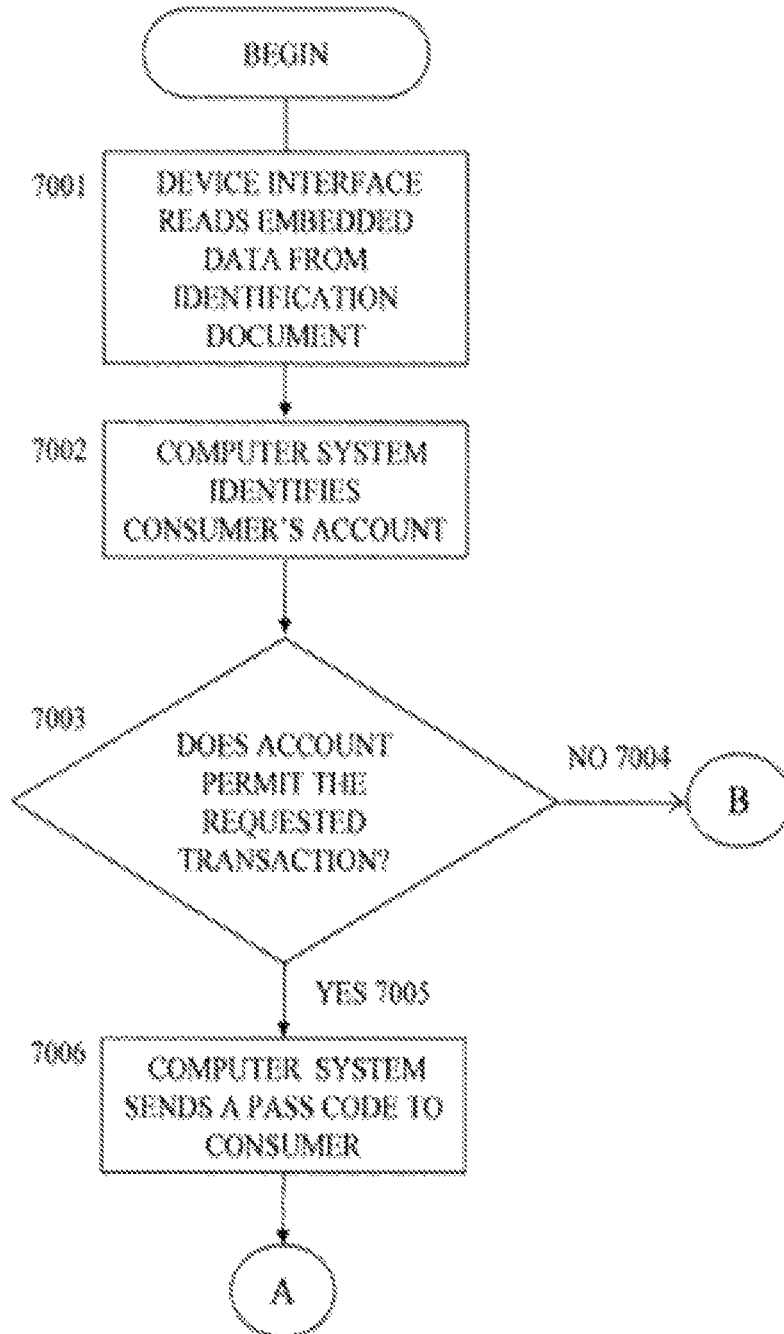 BEGIN
7001
DEVICE INTERFACE
READS EMBEDDED
DATA FROM
IDENTIFICATION
DOCUMENT
7002
COMPUTER SYSTEM
IDENTIFIES
CONSUMER'S ACCOUNT
7003
DOES ACCOUNT
PERMIT THE
REQUESTED
TRANSACTION?
NO 7004
B
YES 7005
7006
COMPUTER SYSTEM
SENDS A PASS CODE TO
CONSUMER
A